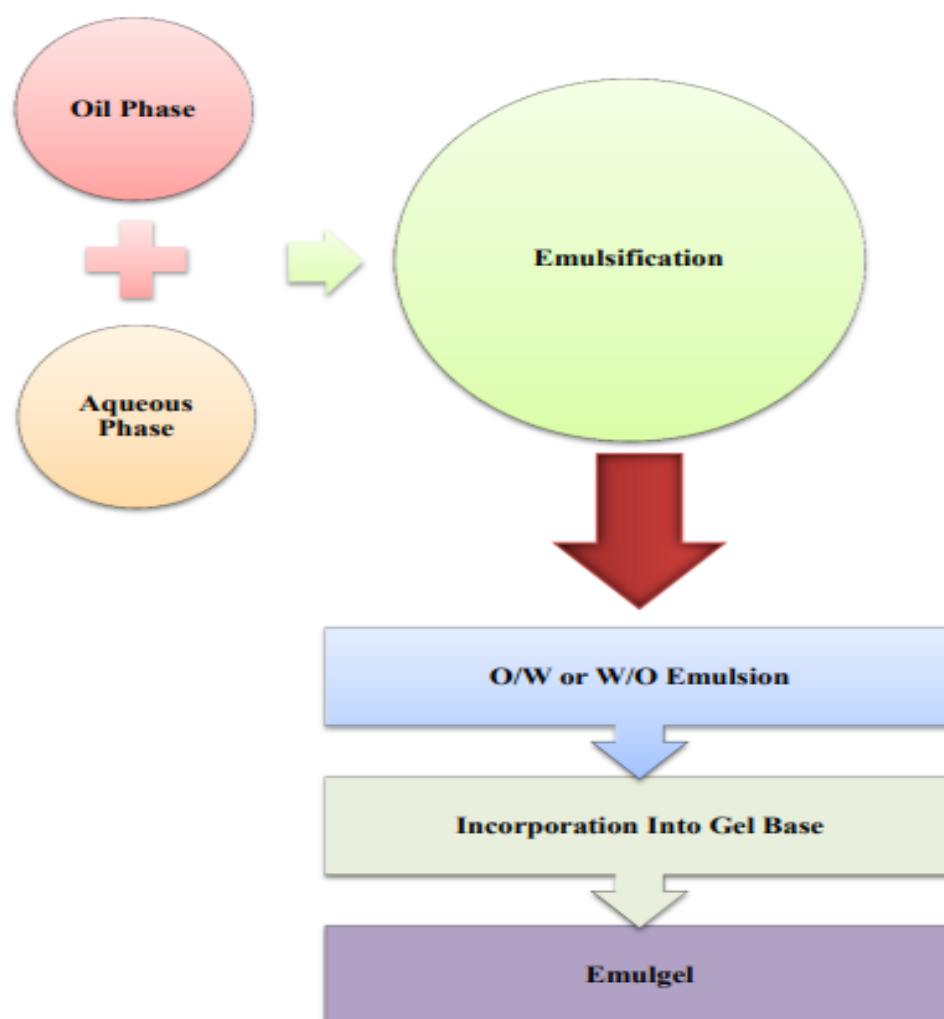 Oil Phase
Emulsification
Aqueous
Phase
O/W or W/O Emulsion
Incorporation Into Gel Base
Emulgel